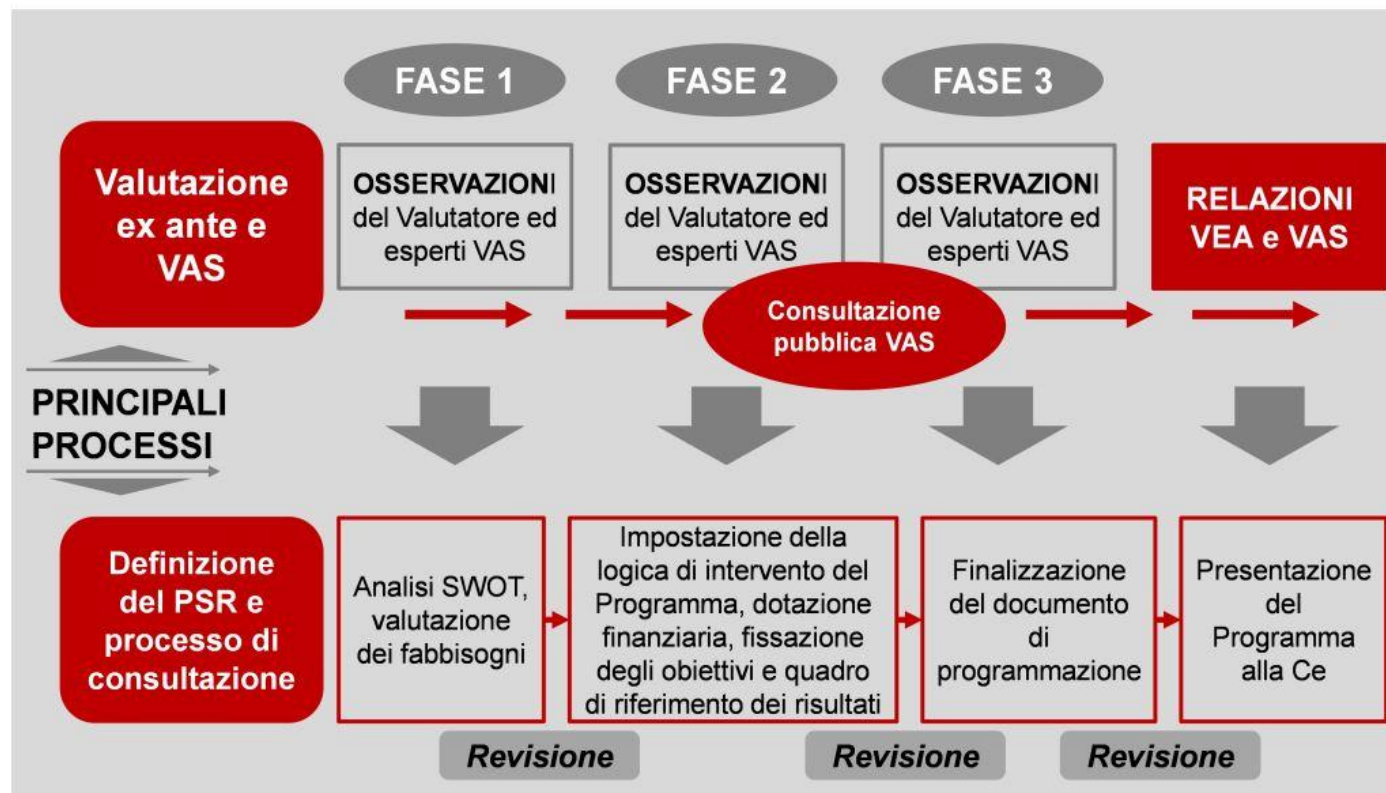 FASE 1
FASE 2
FASE 3
Valutazione
ex ante e
VAS
OSSERVAZIONI
del Valutatore ed
esperti VAS
OSSERVAZIONI
del Valutatore ed
esperti VAS
OSSERVAZIONI
del Valutatore ed
esperti VAS
RELAZIONI
VEA e VAS
Consultazione
pubblica VAS
PRINCIPALI
PROCESSI
Definizione
del PSR e
processo di
consultazione
Analisi SWOT,
valutazione
dei fabbisogni
Impostazione della
logica di intervento del
Programma, dotazione
finanziaria, fissazione
degli obiettivi e quadro
di riferimento dei risultati
Finalizzazione
del documento
di
programmazione
Presentazione
del
Programma
alla Ce
Revisione
Revisione
Revisione